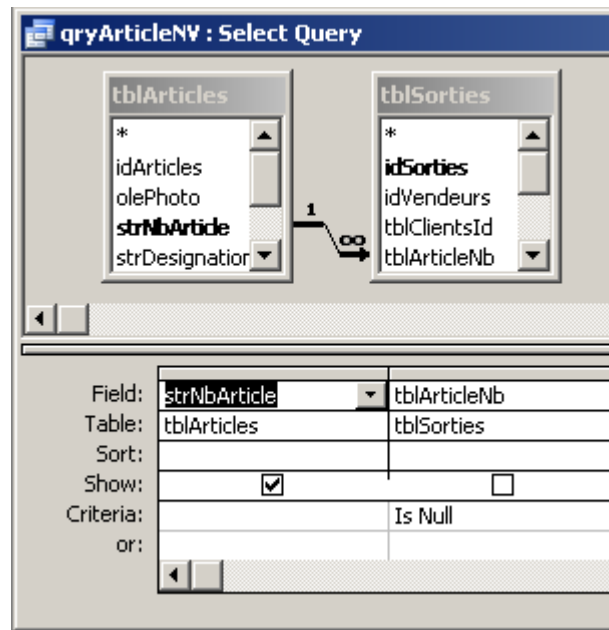 qryArticleNV : Select Query
tblArticles
*
idArticles
olePhoto
strNbArticle
strDesignation
1
∞
tblSorties
*
idSorties
idVendeurs
tblClientsId
tblArticleNb
Field: strNbArticle tblArticleNb
Table: tblArticles tblSorties
Sort:
Show:
Criteria: Is Null
or: